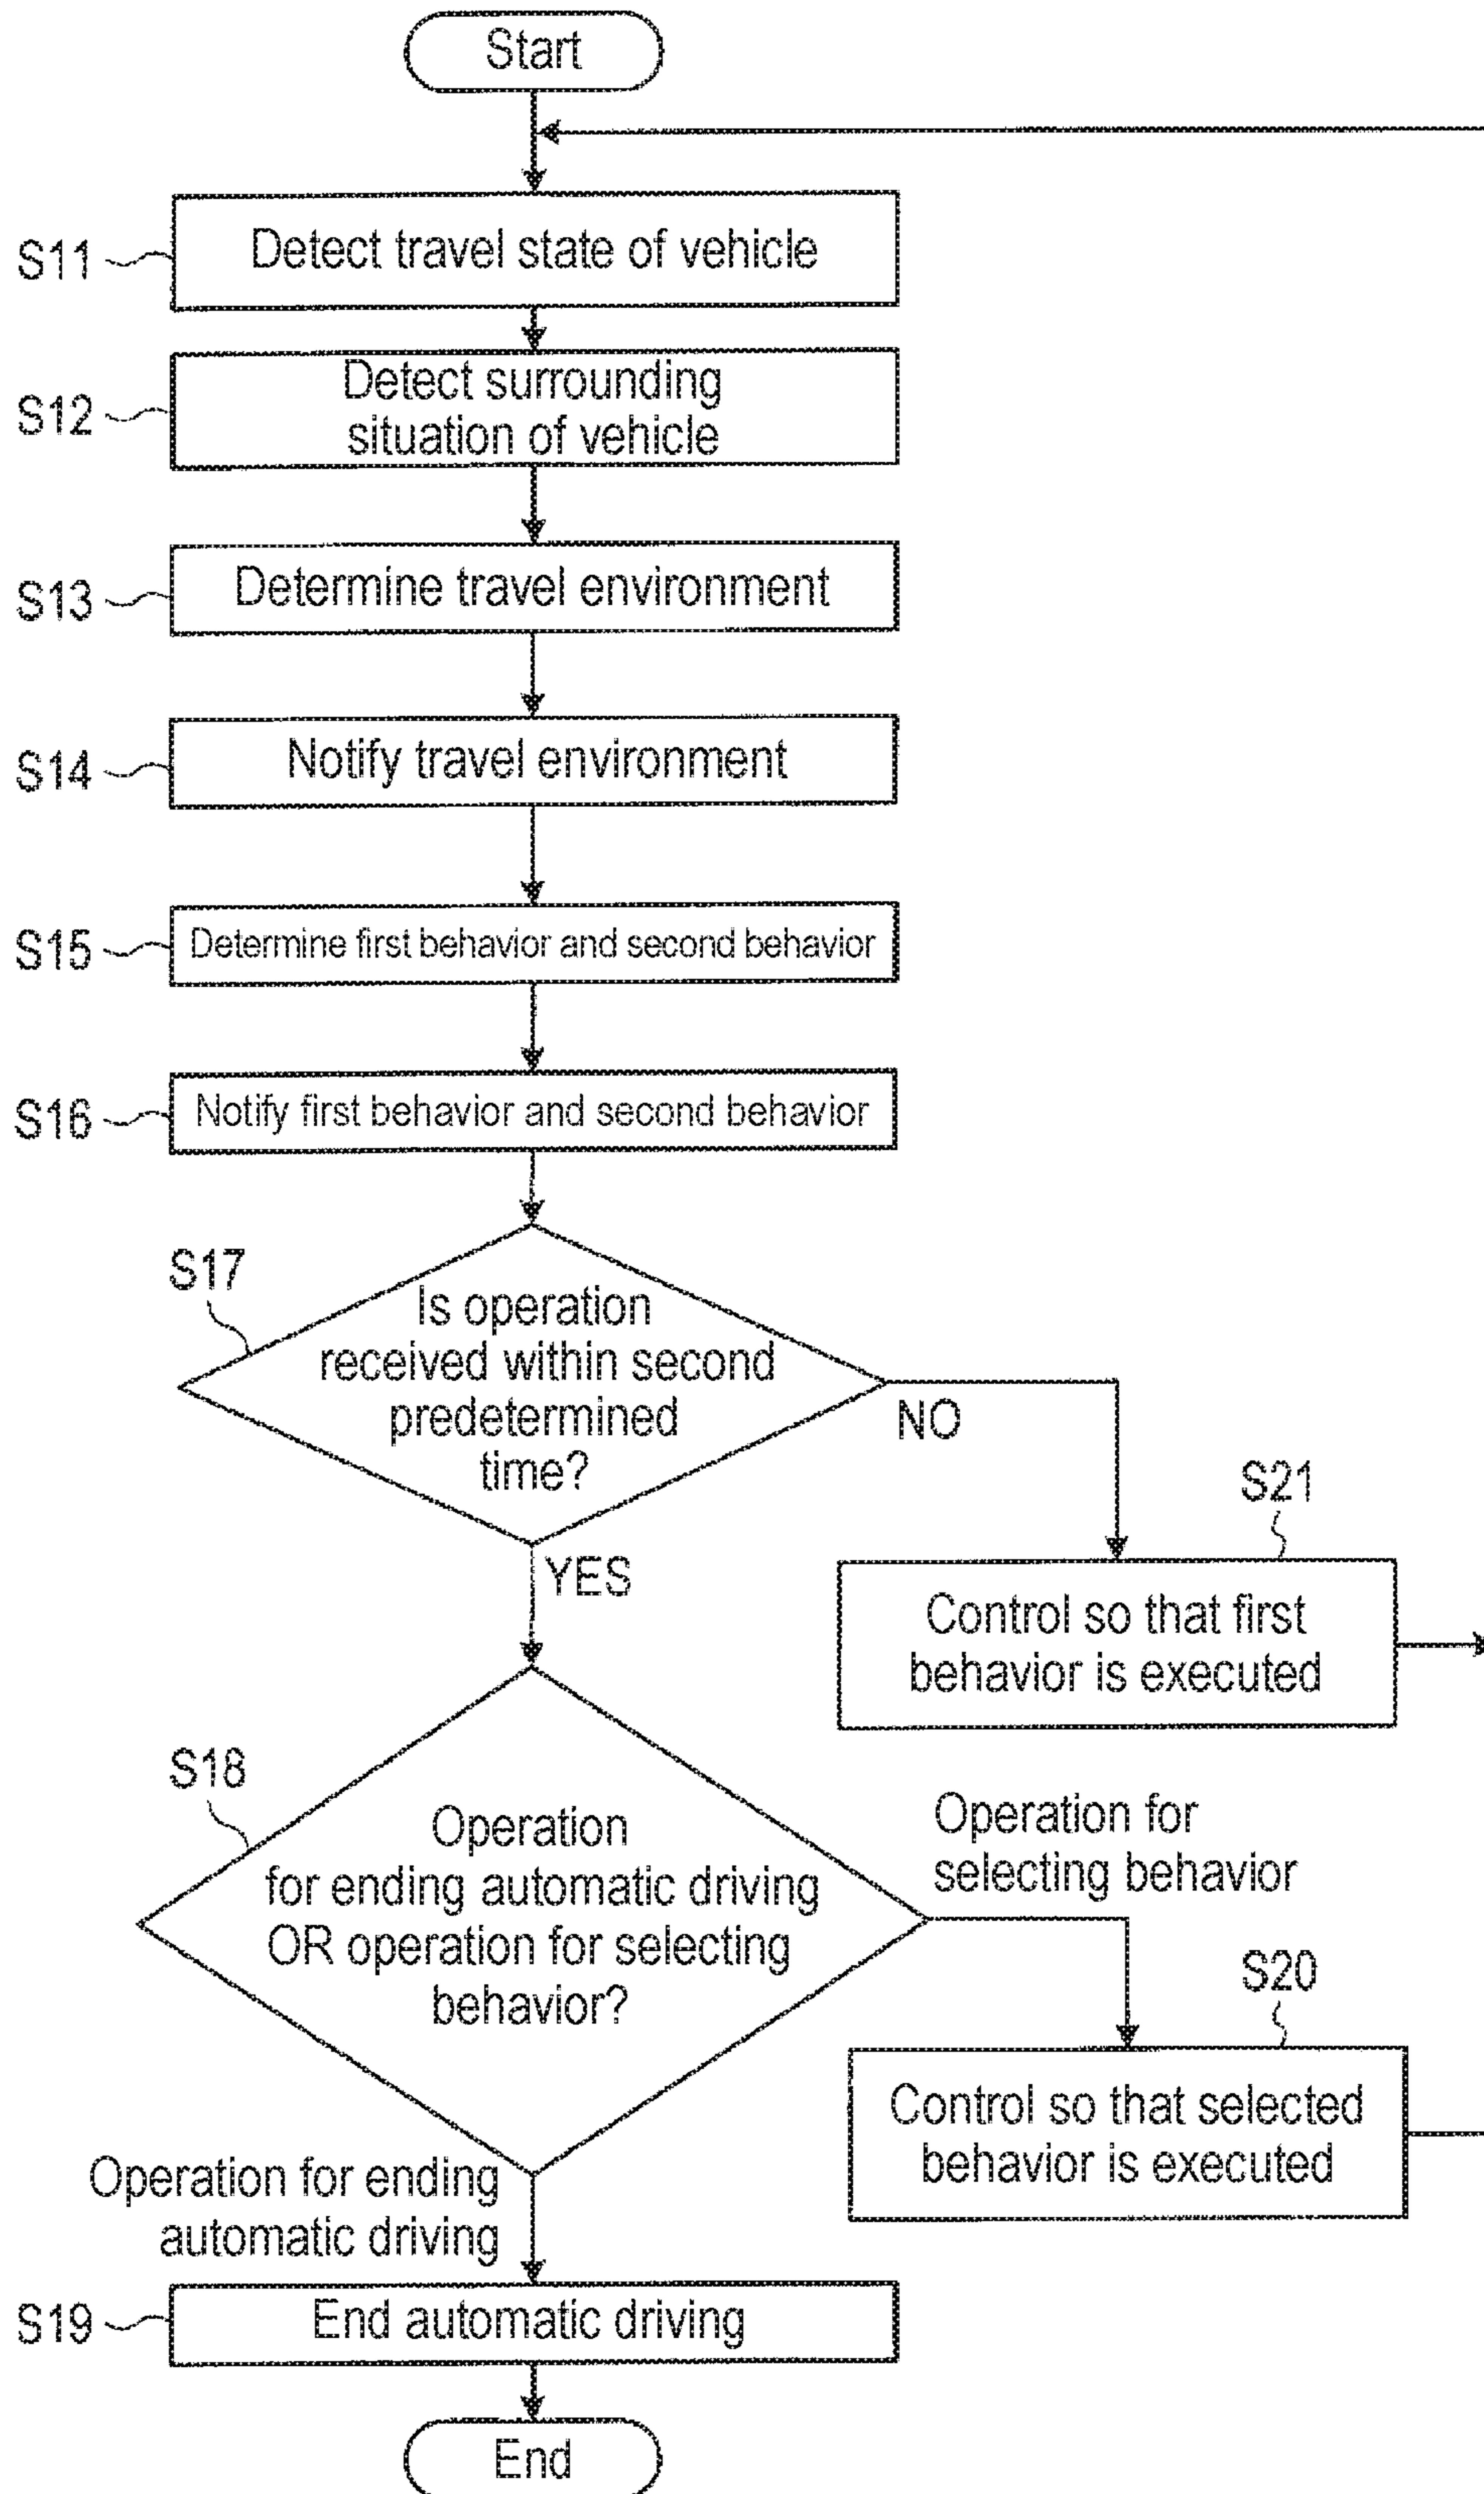 Start
S11
Detect travel state of vehicle
S12
Detect surrounding
situation of vehicle
S13
Determine travel environment
S14
Notify travel environment
S15
Determine first behavior and second behavior
S16
Notify first behavior and second behavior
S17
Is operation
received within second
predetermined
time?
NO
YES
S21
Control so that first
behavior is executed
S18
Operation
for ending automatic driving
OR operation for selecting
behavior?
Operation for
selecting behavior
S20
Control so that selected
behavior is executed
Operation for ending
automatic driving
S19
End automatic driving
End